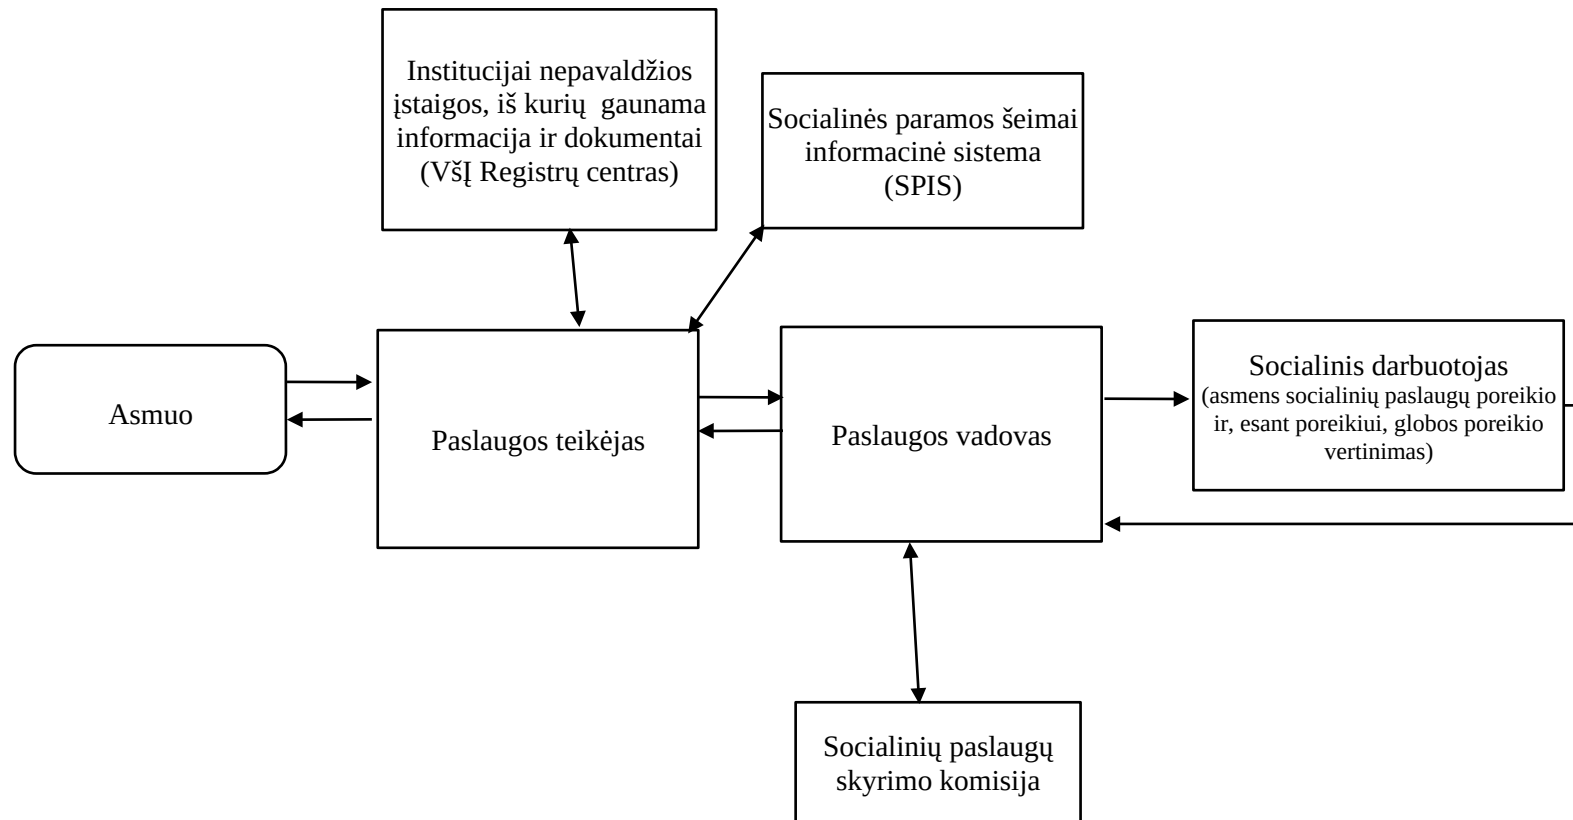 Institucijai nepavaldžios
įstaigos, iš kurių  gaunama
informacija ir dokumentai
(VšĮ Registrų centras)
Socialinės paramos šeimai
informacinė sistema
(SPIS)
Asmuo
Paslaugos teikėjas
Paslaugos vadovas
Socialinis darbuotojas
(asmens socialinių paslaugų poreikio
ir, esant poreikiui, globos poreikio
vertinimas)
Socialinių paslaugų
skyrimo komisija